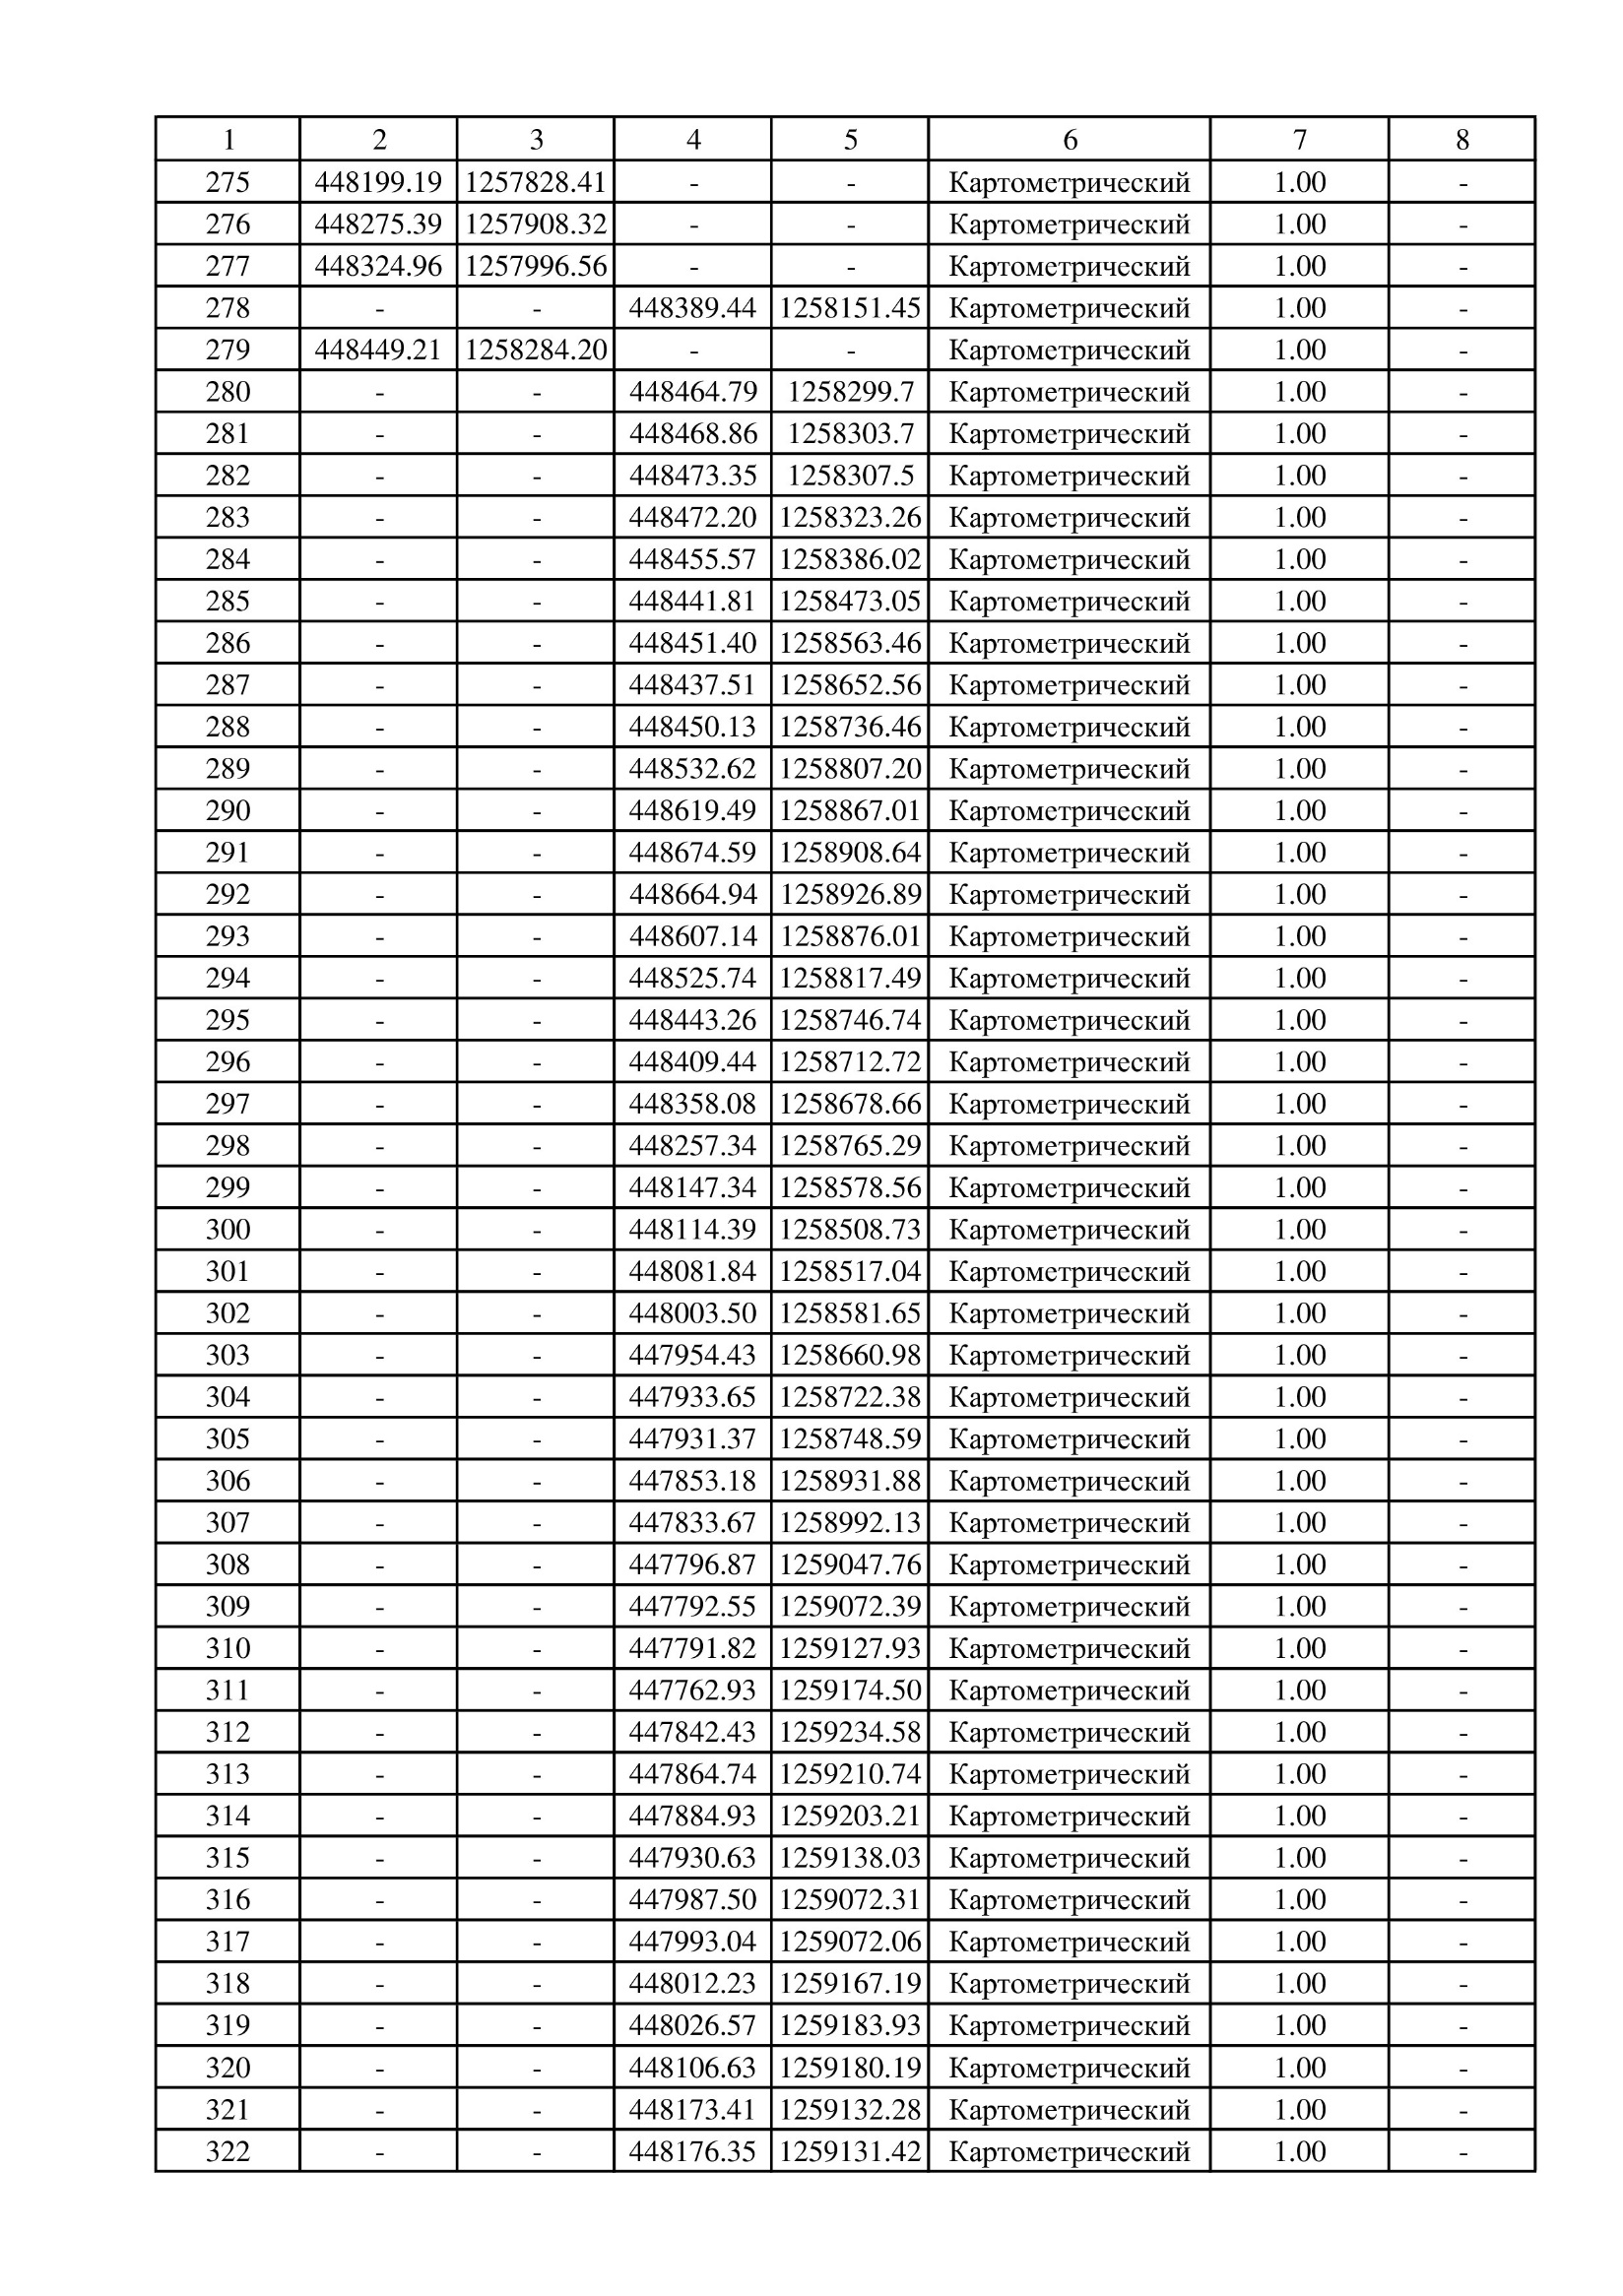 1 2 3 4 5 6 7 8
275 448199.19 1257828.41 - - Картометрический 1.00 -
276 448275.39 1257908.32 - - Картометрический 1.00 -
277 448324.96 1257996.56 - - Картометрический 1.00 -
278 - - 448389.44 1258151.45 Картометрический 1.00 -
279 448449.21 1258284.20 - - Картометрический 1.00 -
280 - - 448464.79 1258299.7 Картометрический 1.00 -
281 - - 448468.86 1258303.7 Картометрический 1.00 -
282 - - 448473.35 1258307.5 Картометрический 1.00 -
283 - - 448472.20 1258323.26 Картометрический 1.00 -
284 - - 448455.57 1258386.02 Картометрический 1.00 -
285 - - 448441.81 1258473.05 Картометрический 1.00 -
286 - - 448451.40 1258563.46 Картометрический 1.00 -
287 - - 448437.51 1258652.56 Картометрический 1.00 -
288 - - 448450.13 1258736.46 Картометрический 1.00 -
289 - - 448532.62 1258807.20 Картометрический 1.00 -
290 - - 448619.49 1258867.01 Картометрический 1.00 -
291 - - 448674.59 1258908.64 Картометрический 1.00 -
292 - - 448664.94 1258926.89 Картометрический 1.00 -
293 - - 448607.14 1258876.01 Картометрический 1.00 -
294 - - 448525.74 1258817.49 Картометрический 1.00 -
295 - - 448443.26 1258746.74 Картометрический 1.00 -
296 - - 448409.44 1258712.72 Картометрический 1.00 -
297 - - 448358.08 1258678.66 Картометрический 1.00 -
298 - - 448257.34 1258765.29 Картометрический 1.00 -
299 - - 448147.34 1258578.56 Картометрический 1.00 -
300 - - 448114.39 1258508.73 Картометрический 1.00 -
301 - - 448081.84 1258517.04 Картометрический 1.00 -
302 - - 448003.50 1258581.65 Картометрический 1.00 -
303 - - 447954.43 1258660.98 Картометрический 1.00 -
304 - - 447933.65 1258722.38 Картометрический 1.00 -
305 - - 447931.37 1258748.59 Картометрический 1.00 -
306 - - 447853.18 1258931.88 Картометрический 1.00 -
307 - - 447833.67 1258992.13 Картометрический 1.00 -
308 - - 447796.87 1259047.76 Картометрический 1.00 -
309 - - 447792.55 1259072.39 Картометрический 1.00 -
310 - - 447791.82 1259127.93 Картометрический 1.00 -
311 - - 447762.93 1259174.50 Картометрический 1.00 -
312 - - 447842.43 1259234.58 Картометрический 1.00 -
313 - - 447864.74 1259210.74 Картометрический 1.00 -
314 - - 447884.93 1259203.21 Картометрический 1.00 -
315 - - 447930.63 1259138.03 Картометрический 1.00 -
316 - - 447987.50 1259072.31 Картометрический 1.00 -
317 - - 447993.04 1259072.06 Картометрический 1.00 -
318 - - 448012.23 1259167.19 Картометрический 1.00 -
319 - - 448026.57 1259183.93 Картометрический 1.00 -
320 - - 448106.63 1259180.19 Картометрический 1.00 -
321 - - 448173.41 1259132.28 Картометрический 1.00 -
322 - - 448176.35 1259131.42 Картометрический 1.00 -